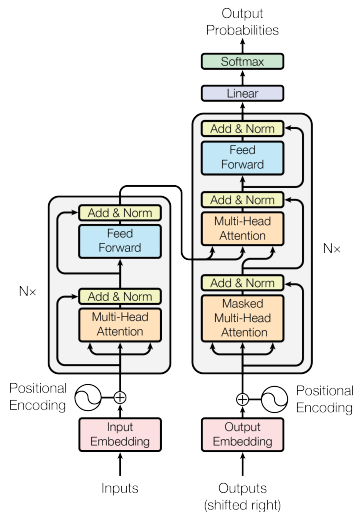 Output
Probabilities
Softmax
Linear
Add & Norm
Feed
Forward
Add & Norm
Multi-Head
Attention
Add & Norm
Masked
Multi-Head
Attention
N×
Add & Norm
Feed
Forward
N×
Add & Norm
Multi-Head
Attention
Positional
Encoding
Positional
Encoding
Input
Embedding
Output
Embedding
Inputs
Outputs
(shifted right)